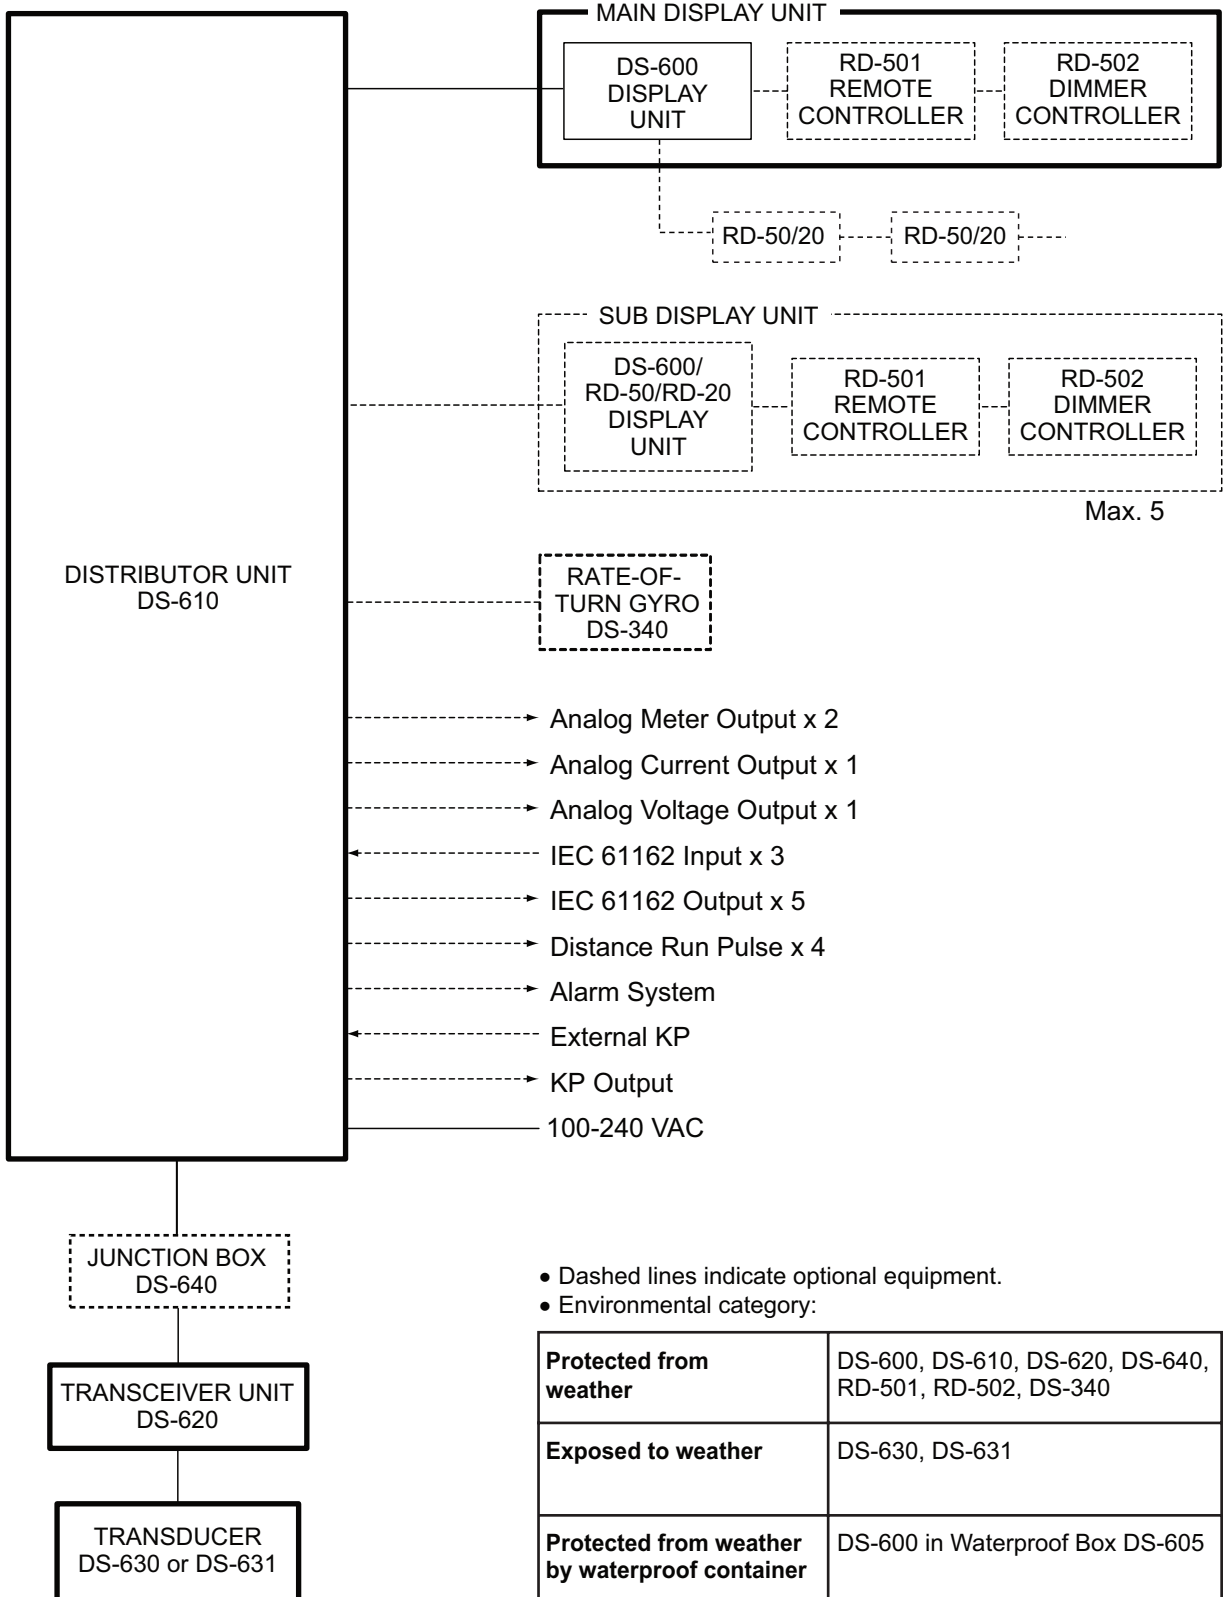 MAIN DISPLAY UNIT
DS-600
DISPLAY
UNIT
RD-501
REMOTE
CONTROLLER
RD-502
DIMMER
CONTROLLER
RD-50/20
RD-50/20
SUB DISPLAY UNIT
DS-600/
RD-50/RD-20
DISPLAY
UNIT
RD-501
REMOTE
CONTROLLER
RD-502
DIMMER
CONTROLLER
Max. 5
DISTRIBUTOR UNIT
DS-610
RATE-OF-
TURN GYRO
DS-340
Analog Meter Output x 2
Analog Current Output x 1
Analog Voltage Output x 1
IEC 61162 Input x 3
IEC 61162 Output x 5
Distance Run Pulse x 4
Alarm System
External KP
KP Output
100-240 VAC
JUNCTION BOX
DS-640
TRANSCEIVER UNIT
DS-620
TRANSDUCER
DS-630 or DS-631
● Dashed lines indicate optional equipment.
● Environmental category:
Protected from
weather
DS-600, DS-610, DS-620, DS-640,
RD-501, RD-502, DS-340
Exposed to weather
DS-630, DS-631
Protected from weather
by waterproof container
DS-600 in Waterproof Box DS-605